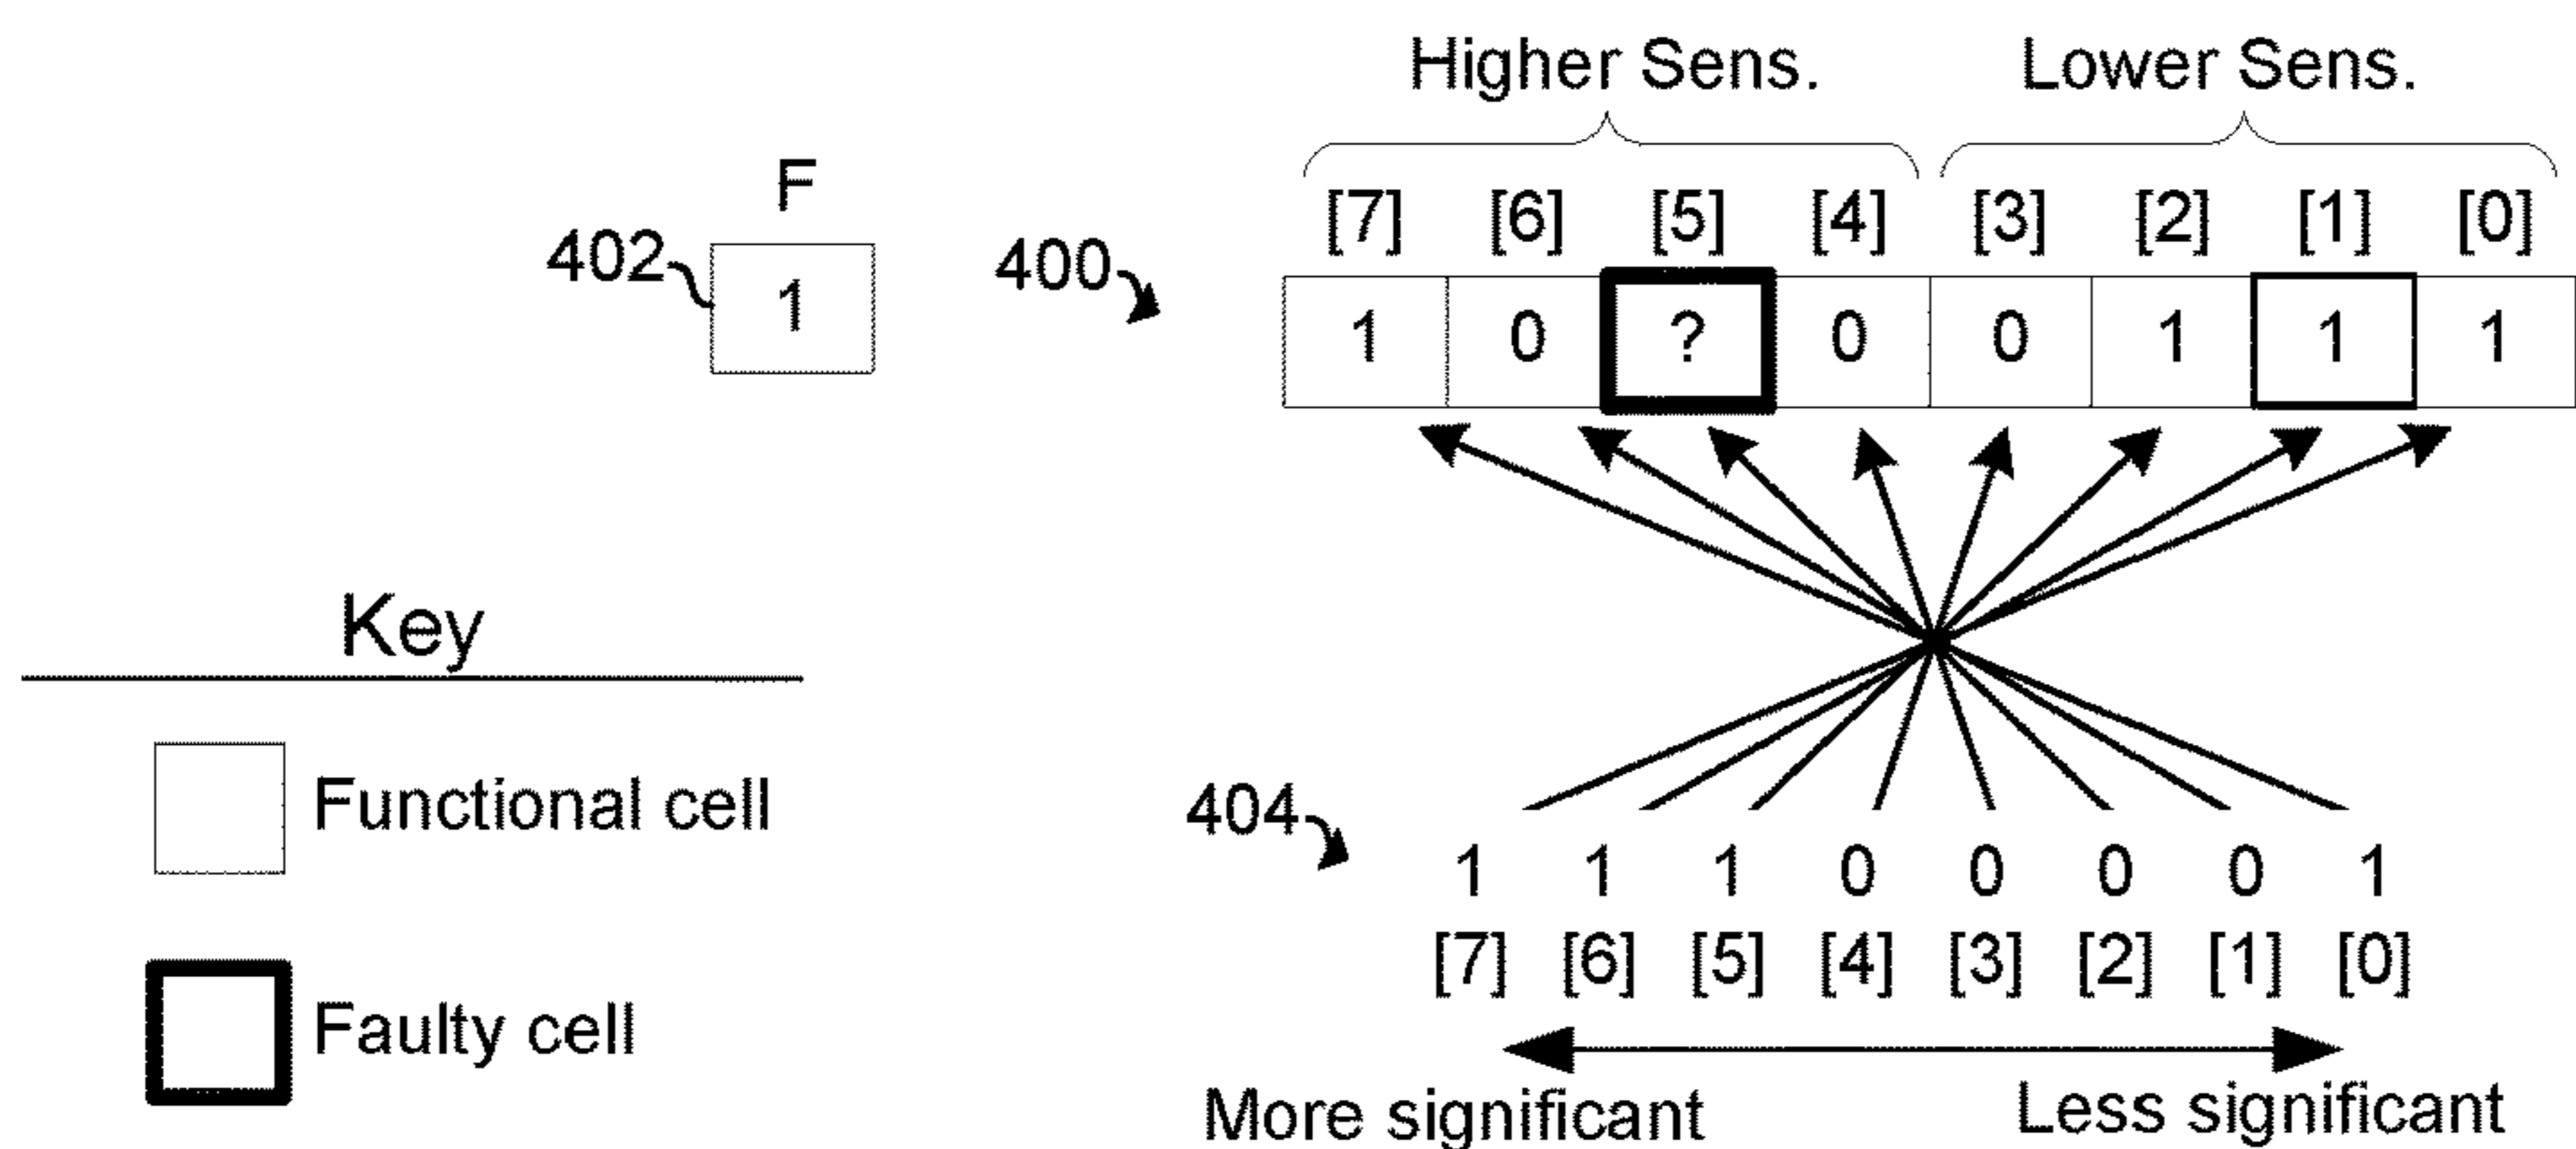 Higher Sens. Lower Sens.
F
402 1
400
[7] [6] [5] [4] [3] [2] [1] [0]
1 0 ? 0 0 1 1 1
Key
Functional cell
Faulty cell
404
1 1 1 0 0 0 0 1
[7] [6] [5] [4] [3] [2] [1] [0]
More significant Less significant